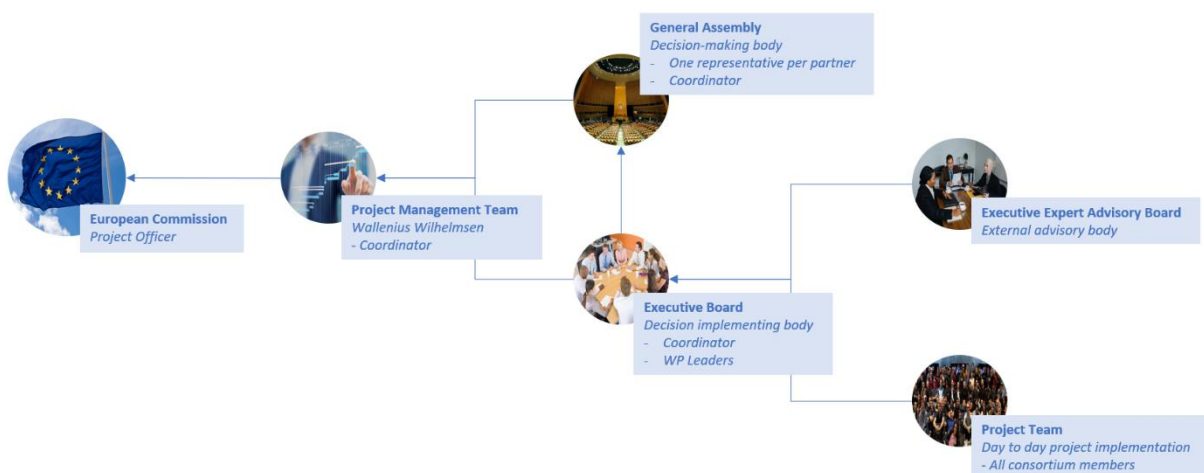 General Assembly
Decision-making body
- One representative per partner
- Coordinator
European Commission
Project Officer
Project Management Team
Wallenius Wilhelmsen
- Coordinator
Executive Expert Advisory Board
External advisory body
Executive Board
Decision implementing body
- Coordinator
- WP Leaders
Project Team
Day to day project implementation
- All consortium members